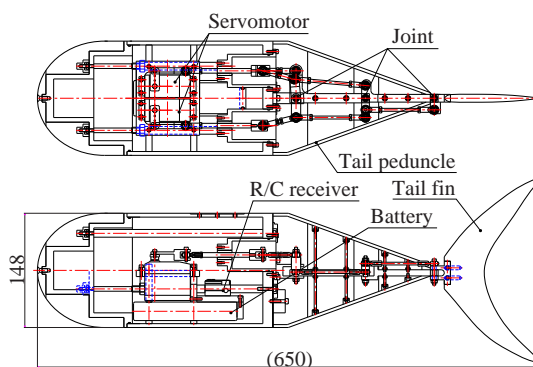 Servomotor
Joint
Tail peduncle
R/C receiver
Tail fin
Battery
148
(650)